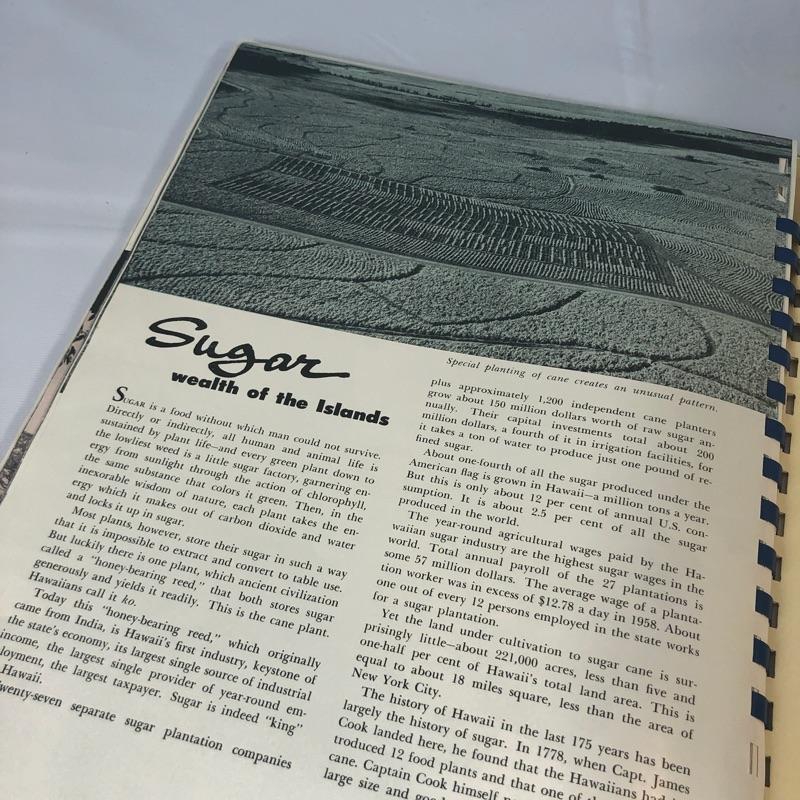 Special planting of cane creates an unusual pattern.
Sugar
wealth of the Islands
SUGAR is a food without which man could not survive.
Directly or indirectly, all human and animal life is
sustained by plant life—and every green plant down to
the lowliest weed is a little sugar factory, garnering en-
ergy from sunlight through the action of chlorophyll,
the same substance that colors it green. Then, in the
inexorable wisdom of nature, each plant takes the en-
ergy which it makes out of carbon dioxide and water
and locks it up in sugar.
Most plants, however, store their sugar in such a way
that it is impossible to extract and convert to table use.
But luckily there is one plant, which ancient civilization
called a "honey-bearing reed," that both stores sugar
generously and yields it readily. This is the cane plant.
Hawaiians call it ko.
Today this "honey-bearing reed," which originally
came from India, is Hawaii's first industry, keystone of
the state's economy, its largest single source of industrial
income, the largest single provider of year-round em-
loyment, the largest taxpayer. Sugar is indeed "king"
Hawaii.
wenty-seven separate sugar plantation companies
plus approximately 1,200 independent cane planters
grow about 150 million dollars worth of raw sugar an-
nually. Their capital investments total about 200
million dollars, a fourth of it in irrigation facilities, for
it takes a ton of water to produce just one pound of re-
fined sugar.
About one-fourth of all the sugar produced under the
American flag is grown in Hawaii—a million tons a year.
But this is only about 12 per cent of annual U.S. con-
sumption. It is about 2.5 per cent of all the sugar
produced in the world.
The year-round agricultural wages paid by the Ha-
waiian sugar industry are the highest sugar wages in the
world. Total annual payroll of the 27 plantations is
some 57 million dollars. The average wage of a planta-
tion worker was in excess of $12.78 a day in 1958. About
one out of every 12 persons employed in the state works
for a sugar plantation.
Yet the land under cultivation to sugar cane is sur-
prisingly little—about 221,000 acres, less than five and
one-half per cent of Hawaii's total land area. This is
equal to about 18 miles square, less than the area of
New York City.
The history of Hawaii in the last 175 years has been
largely the history of sugar. In 1778, when Capt. James
Cook landed here, he found that the Hawaiians had
troduced 12 food plants and that one of
cane. Captain Cook himself
large size and